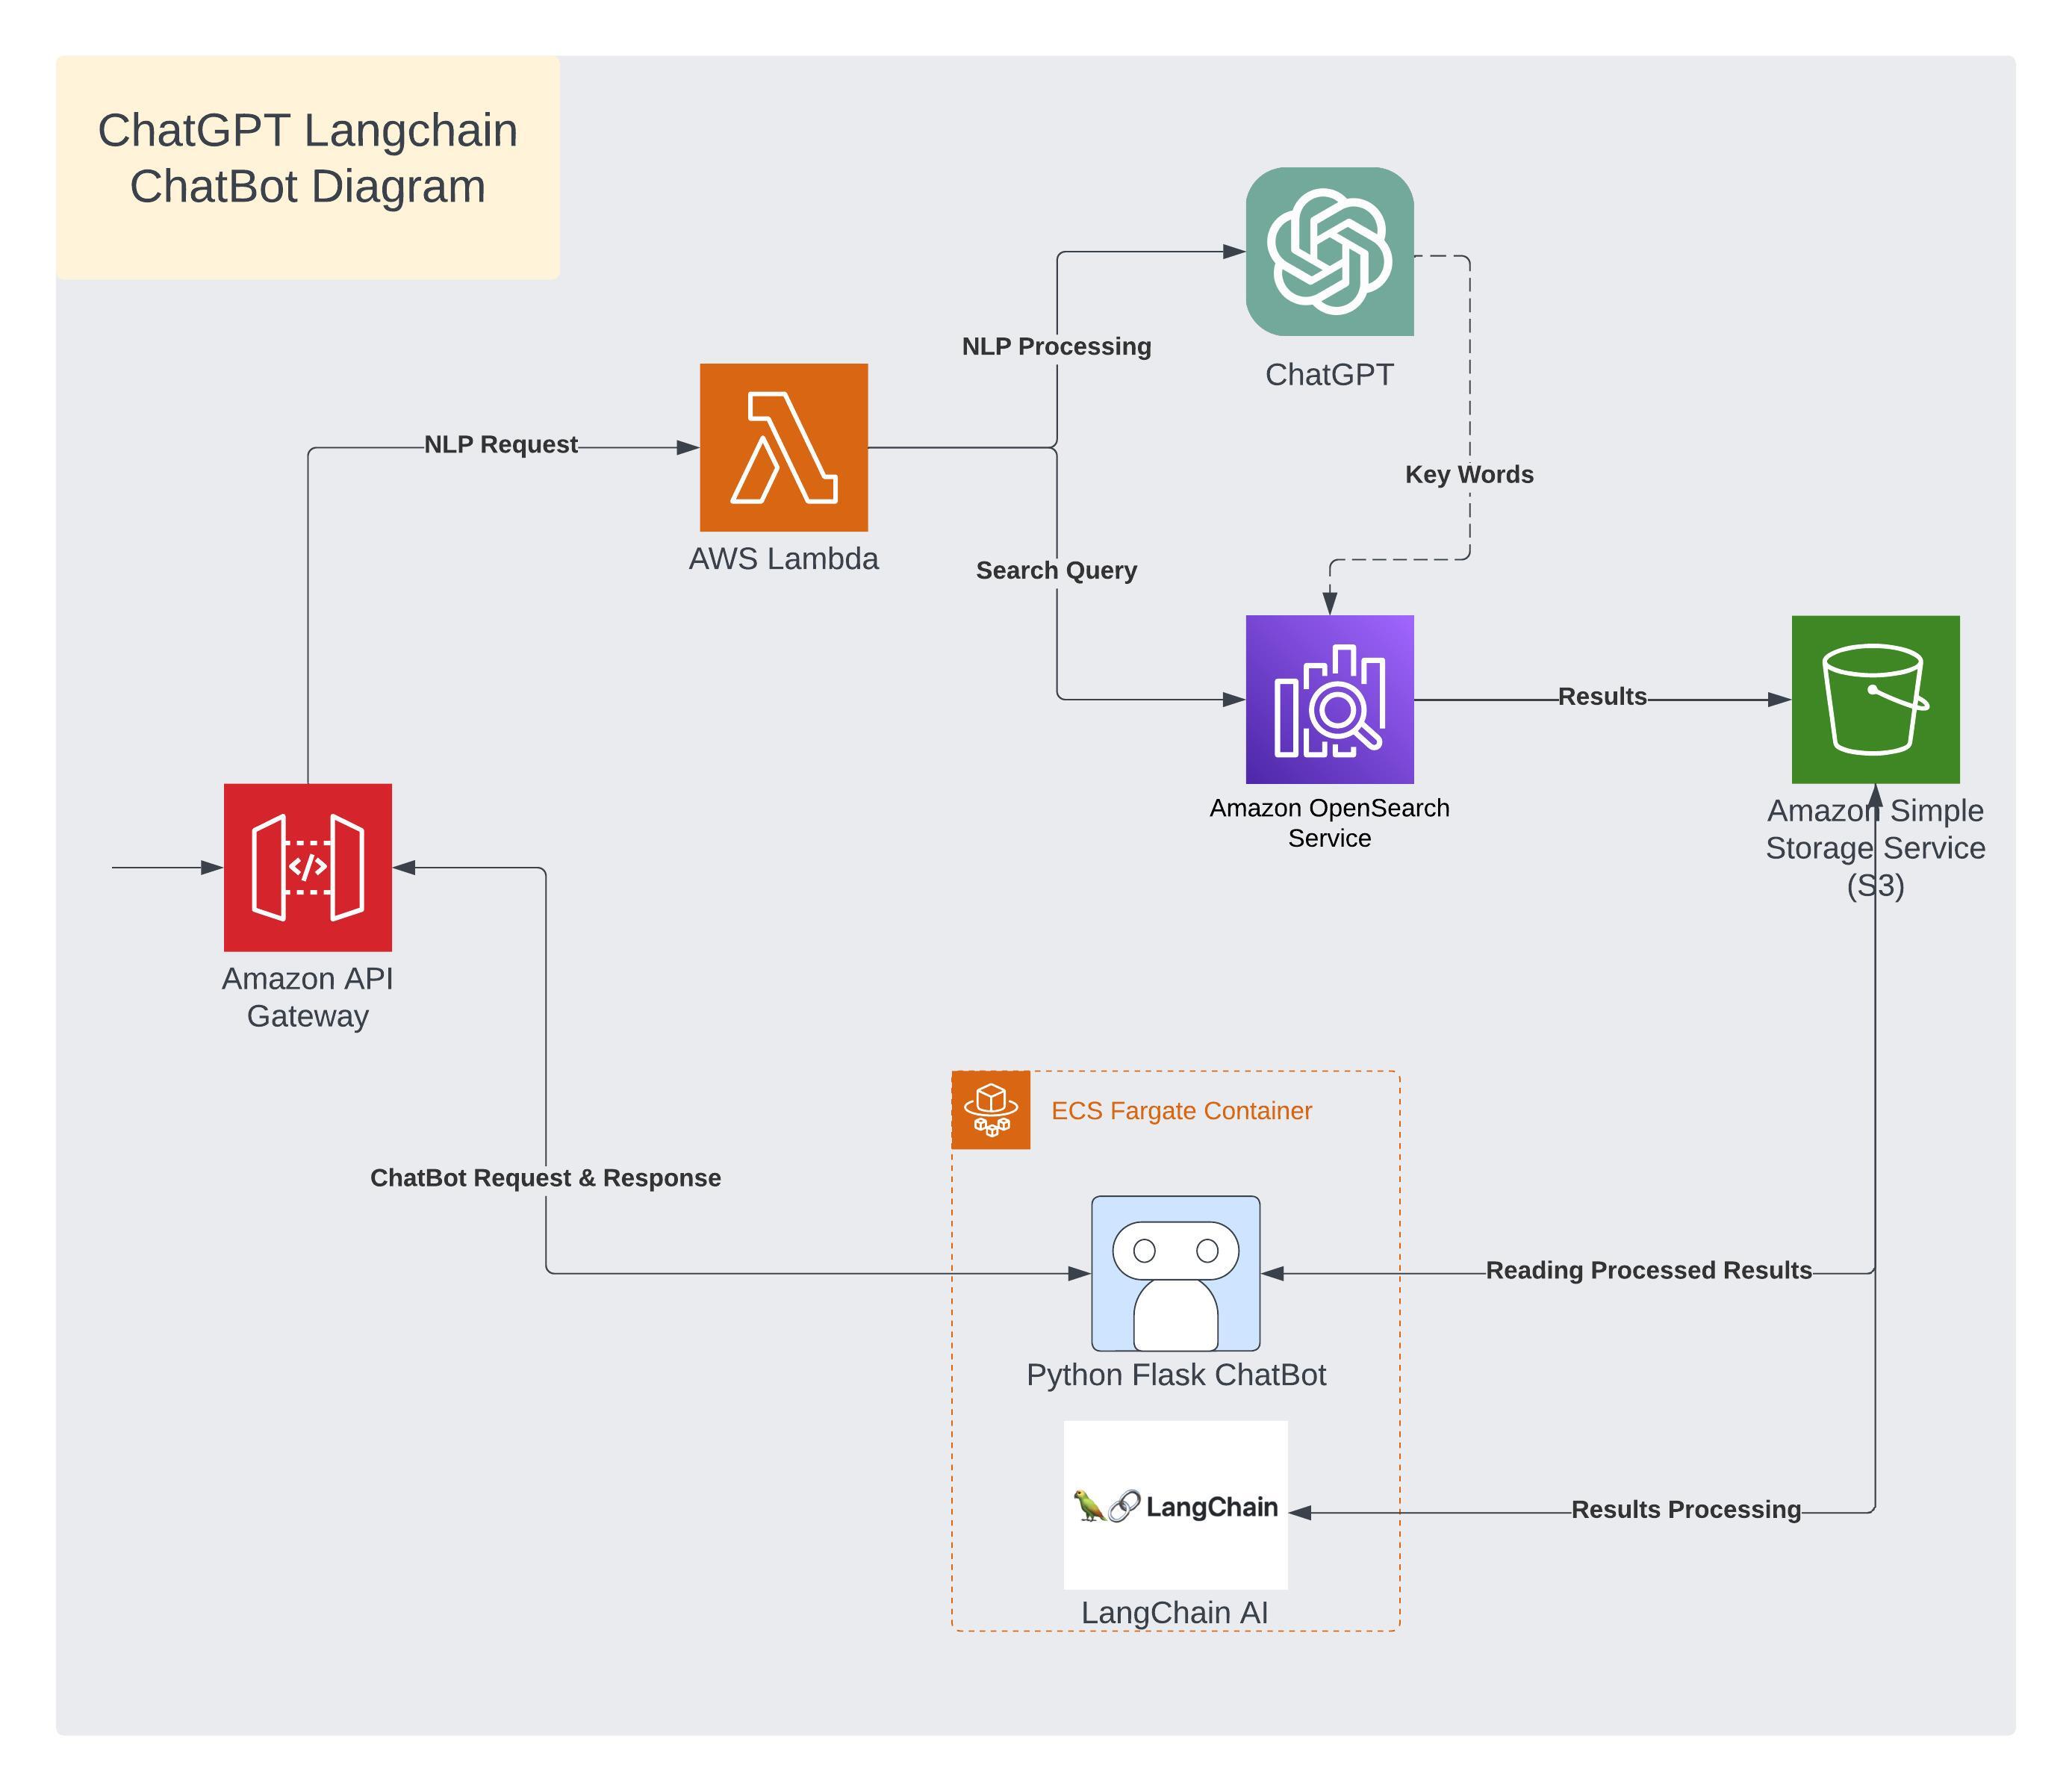 ChatGPT Langchain
ChatBot Diagram
ChatGPT
NLP Processing
NLP Request
Key Words
AWS Lambda
Search Query
Results
Amazon OpenSearch
Service
Amazon Simple
Storage Service
(S3)
Amazon API
Gateway
ECS Fargate Container
ChatBot Request & Response
Reading Processed Results
Python Flask ChatBot
LangChain
Results Processing
LangChain AI